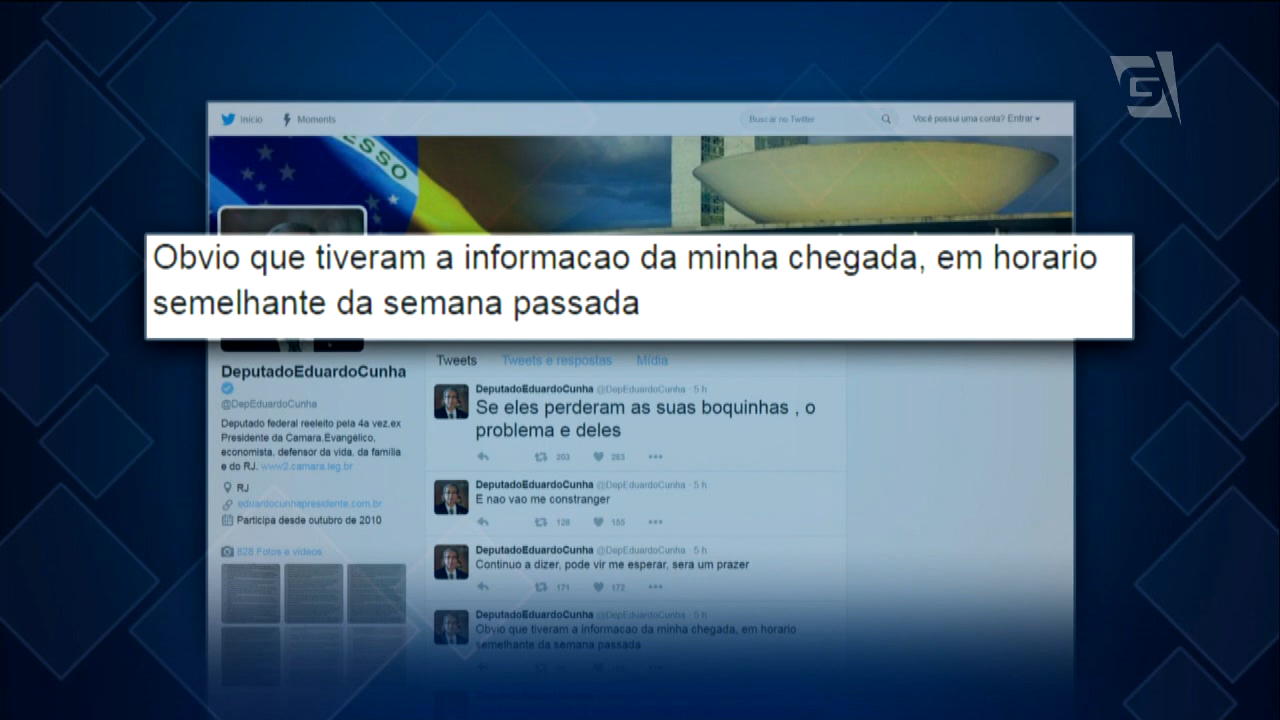 Início
Moments
Buscar no Twitter
Você possui uma conta? Entrar
ESSO
Obvio que tiveram a informacao da minha chegada, em horario
semelhante da semana passada
DeputadoEduardoCunha
@DepEduardoCunha
Deputado federal reeleito pela 4a vez.ex
Presidente da Camara.Evangélico,
economista, defensor da vida, da familia
e do RJ. www2.camara.leg.br
RJ
eduardocunhapresidente.com.br
Participa desde outubro de 2010
828 Fotos e vídeos
Tweets Tweets e respostas Mídia
DeputadoEduardoCunha @DepEduardoCunha · 5 h
Se eles perderam as suas boquinhas , o
problema e deles
203 283
DeputadoEduardoCunha @DepEduardoCunha · 5 h
E nao vao me constranger
128 155
DeputadoEduardoCunha @DepEduardoCunha · 5 h
Continuo a dizer, pode vir me esperar, sera um prazer
171 172
DeputadoEduardoCunha @DepEduardoCunha · 5 h
Obvio que tiveram a informacao da minha chegada, em horario
semelhante da semana passada